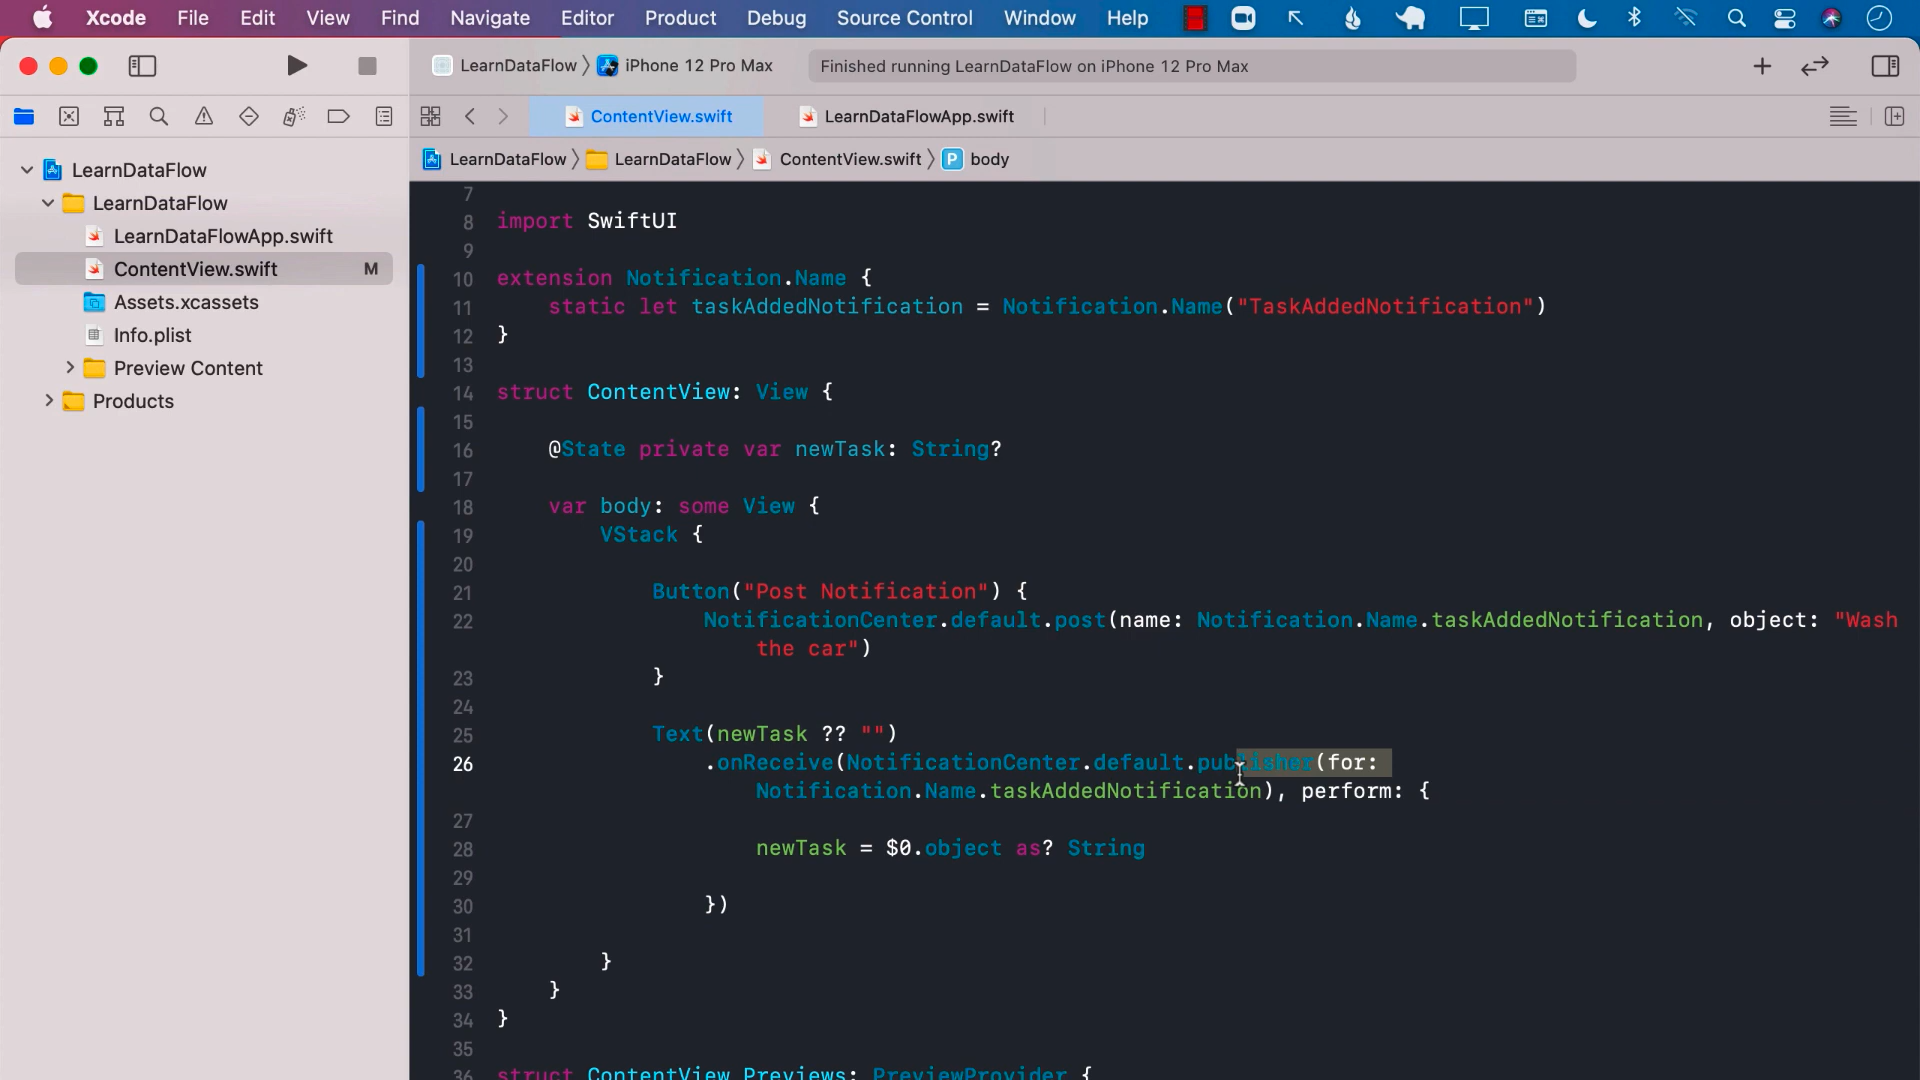 Xcode File Edit View Find Navigate Editor Product Debug Source Control Window Help
LearnDataFlow iPhone 12 Pro Max Finished running LearnDataFlow on iPhone 12 Pro Max
ContentView.swift LearnDataFlowApp.swift
LearnDataFlow LearnDataFlow ContentView.swift P body
LearnDataFlow
LearnDataFlow
LearnDataFlowApp.swift
ContentView.swift M
Assets.xcassets
Info.plist
Preview Content
Products
7
8 import SwiftUI
9
10 extension Notification.Name {
11 static let taskAddedNotification = Notification.Name("TaskAddedNotification")
12 }
13
14 struct ContentView: View {
15
16 @State private var newTask: String?
17
18 var body: some View {
19 VStack {
20
21 Button("Post Notification") {
22 NotificationCenter.default.post(name: Notification.Name.taskAddedNotification, object: "Wash
the car")
23 }
24
25 Text(newTask ?? "")
26 .onReceive(NotificationCenter.default.publisher(for:
Notification.Name.taskAddedNotification), perform: {
27
28 newTask = $0.object as? String
29
30 })
31
32 }
33 }
34 }
35
36 struct ContentView_Previews: PreviewProvider {